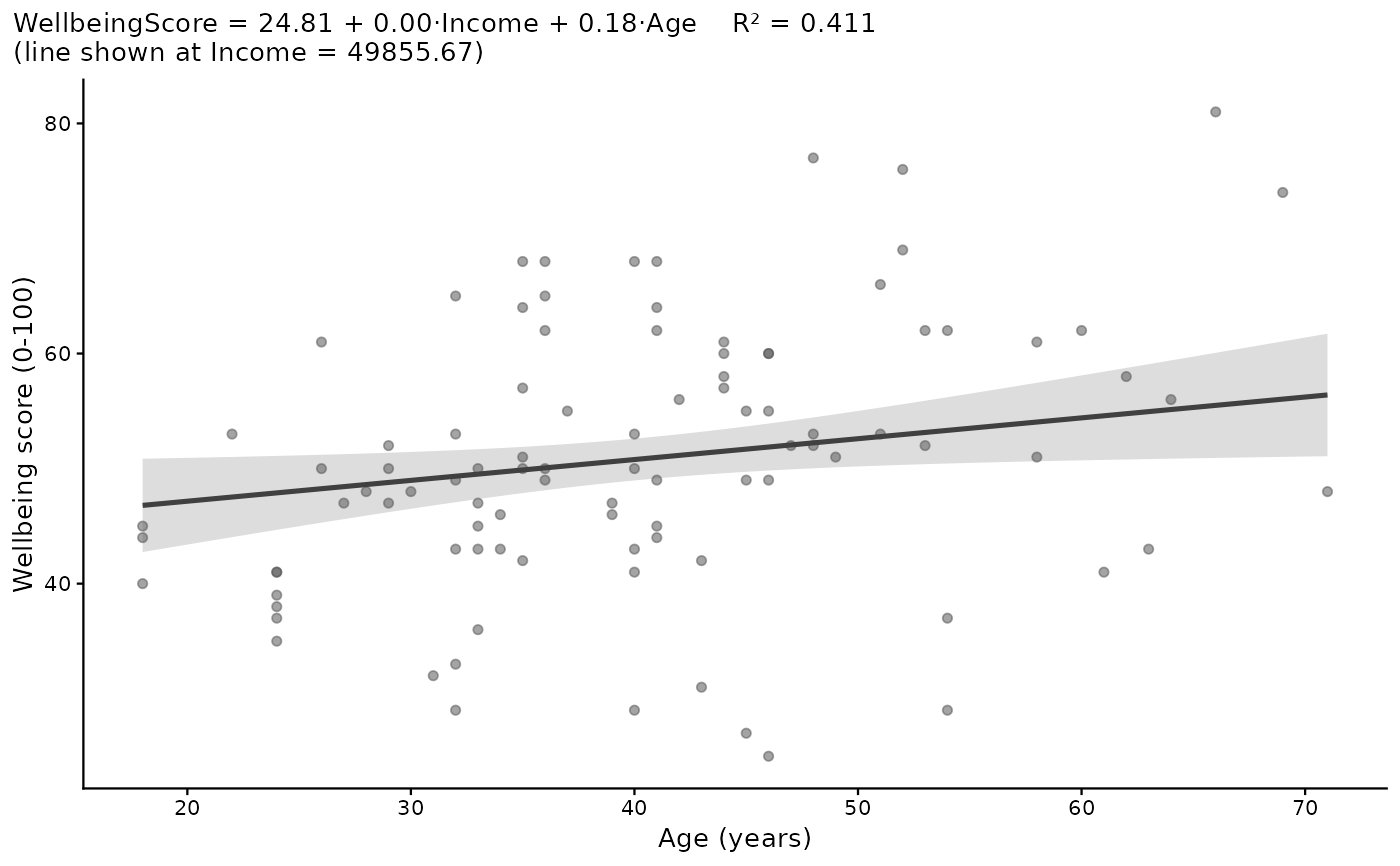 WellbeingScore = 24.81 + 0.00·Income + 0.18·Age    R² = 0.411
(line shown at Income = 49855.67)
Wellbeing score (0-100)
80
60
40
20 30 40 50 60 70
Age (years)